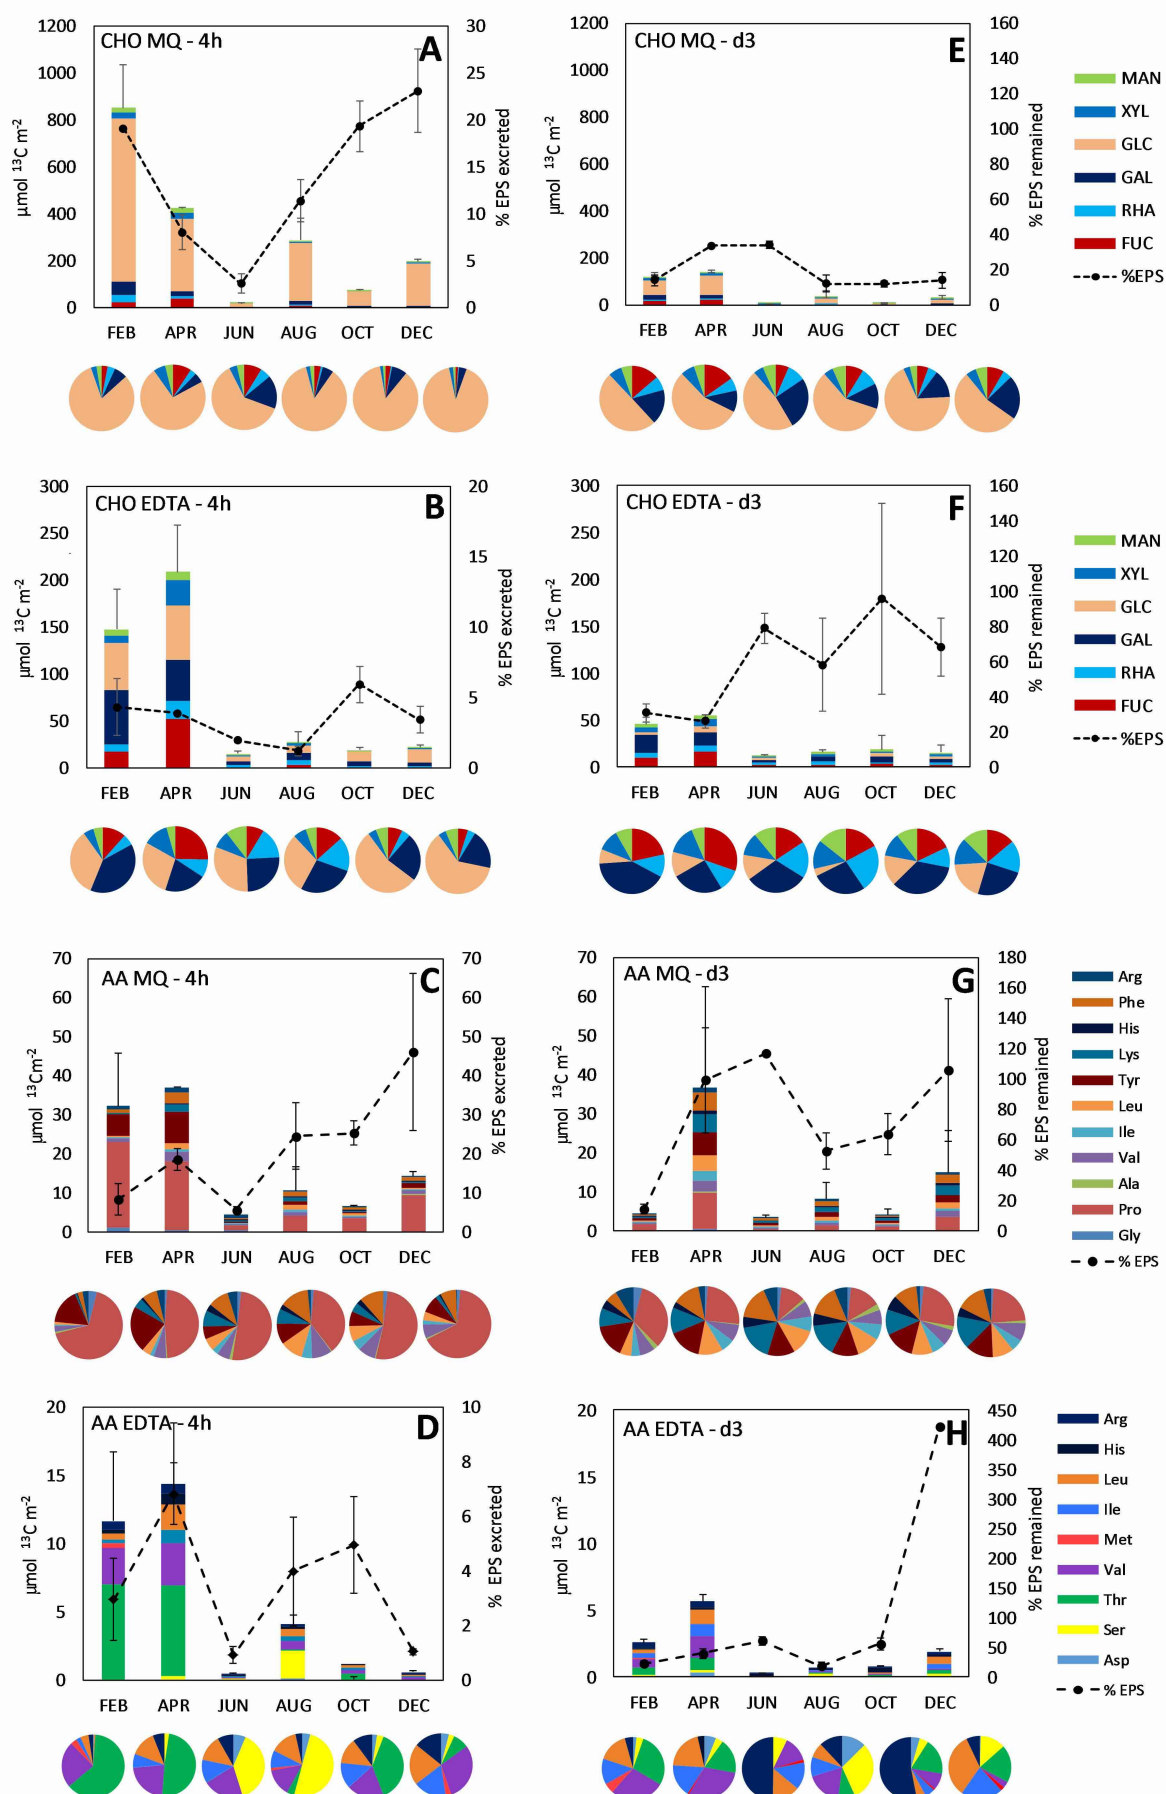 CHO MQ - 4h
A
1200
1000
800
600
400
200
0
µmol 13C m-2
30
25
20
15
10
5
0
% EPS excreted
FEB APR JUN AUG OCT DEC
CHO MQ - d3
E
1200
1000
800
600
400
200
0
µmol 13C m-2
160
140
120
100
80
60
40
20
0
% EPS remained
FEB APR JUN AUG OCT DEC
MAN
XYL
GLC
GAL
RHA
FUC
%EPS
CHO EDTA - 4h
B
300
250
200
150
100
50
0
µmol 13C m-2
20
15
10
5
0
% EPS excreted
FEB APR JUN AUG OCT DEC
CHO EDTA - d3
F
300
250
200
150
100
50
0
µmol 13C m-2
160
140
120
100
80
60
40
20
0
% EPS remained
FEB APR JUN AUG OCT DEC
MAN
XYL
GLC
GAL
RHA
FUC
%EPS
AA MQ - 4h
C
70
60
50
40
30
20
10
0
µmol 13Cm-2
70
60
50
40
30
20
10
0
% EPS excreted
FEB APR JUN AUG OCT DEC
AA MQ - d3
G
70
60
50
40
30
20
10
0
µmol 13C m-2
180
160
140
120
100
80
60
40
20
0
% EPS remained
FEB APR JUN AUG OCT DEC
Arg
Phe
His
Lys
Tyr
Leu
Ile
Val
Ala
Pro
Gly
% EPS
AA EDTA - 4h
D
20
15
10
5
0
µmol 13C m-2
10
8
6
4
2
0
% EPS excreted
FEB APR JUN AUG OCT DEC
AA EDTA - d3
H
20
15
10
5
0
µmol 13C m-2
450
400
350
300
250
200
150
100
50
0
% EPS remained
FEB APR JUN AUG OCT DEC
Arg
His
Leu
Ile
Met
Val
Thr
Ser
Asp
% EPS